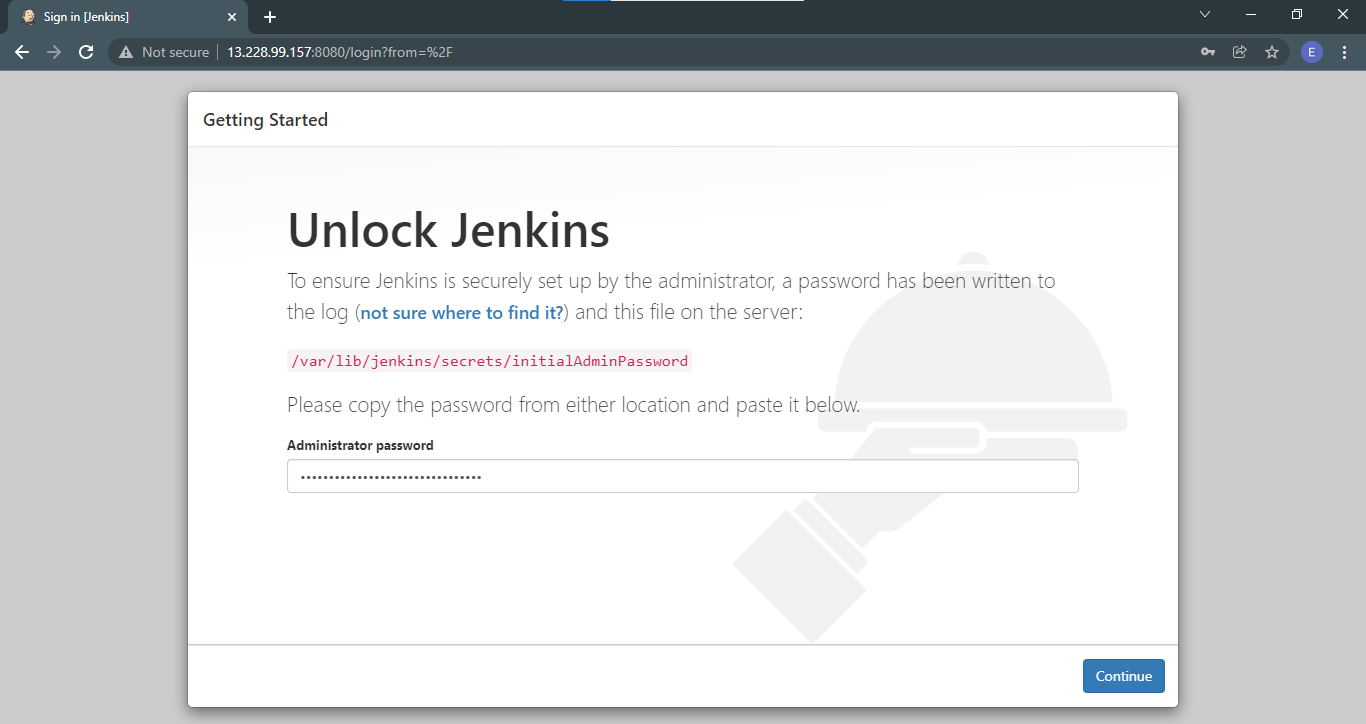 Sign in [Jenkins]
Not secure
13.228.99.157:8080/login?from=%2F
E
Getting Started
Unlock Jenkins
To ensure Jenkins is securely set up by the administrator, a password has been written to
the log (not sure where to find it?) and this file on the server:
/var/lib/jenkins/secrets/initialAdminPassword
Please copy the password from either location and paste it below.
Administrator password
Continue